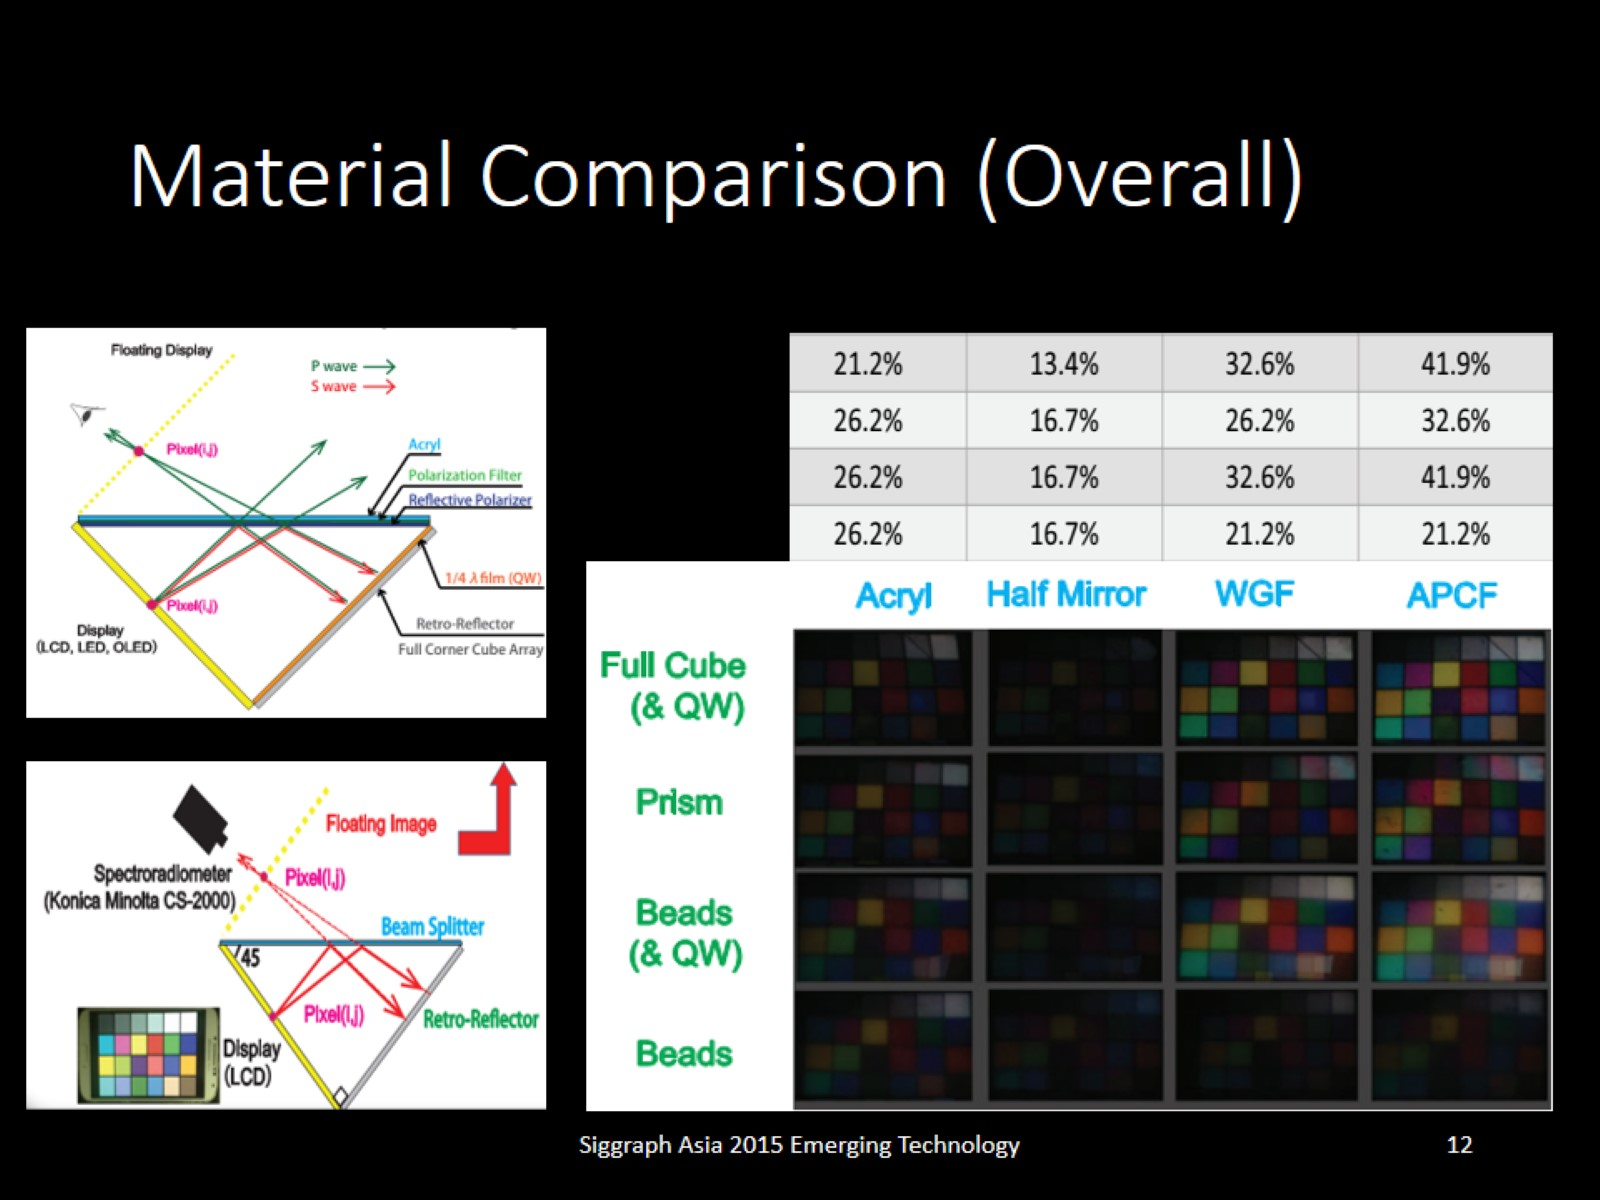 Material Comparison (Overall)
Floating Display
P wave
S wave
Pixel(i,j)
Acryl
Polarization Filter
Reflective Polarizer
1/4 λ film (QW)
Pixel(i,j)
Retro-Reflector
Display
(LCD, LED, OLED)
Full Corner Cube Array
21.2% 13.4% 32.6% 41.9%
26.2% 16.7% 26.2% 32.6%
26.2% 16.7% 32.6% 41.9%
26.2% 16.7% 21.2% 21.2%
Acryl Half Mirror WGF APCF
Full Cube
(& QW)
Prism
Beads
(& QW)
Beads
Floating Image
Spectroradiometer
(Konica Minolta CS-2000)
Pixel(i,j)
Beam Splitter
45
Pixel(i,j)
Retro-Reflector
Display
(LCD)
Siggraph Asia 2015 Emerging Technology
12